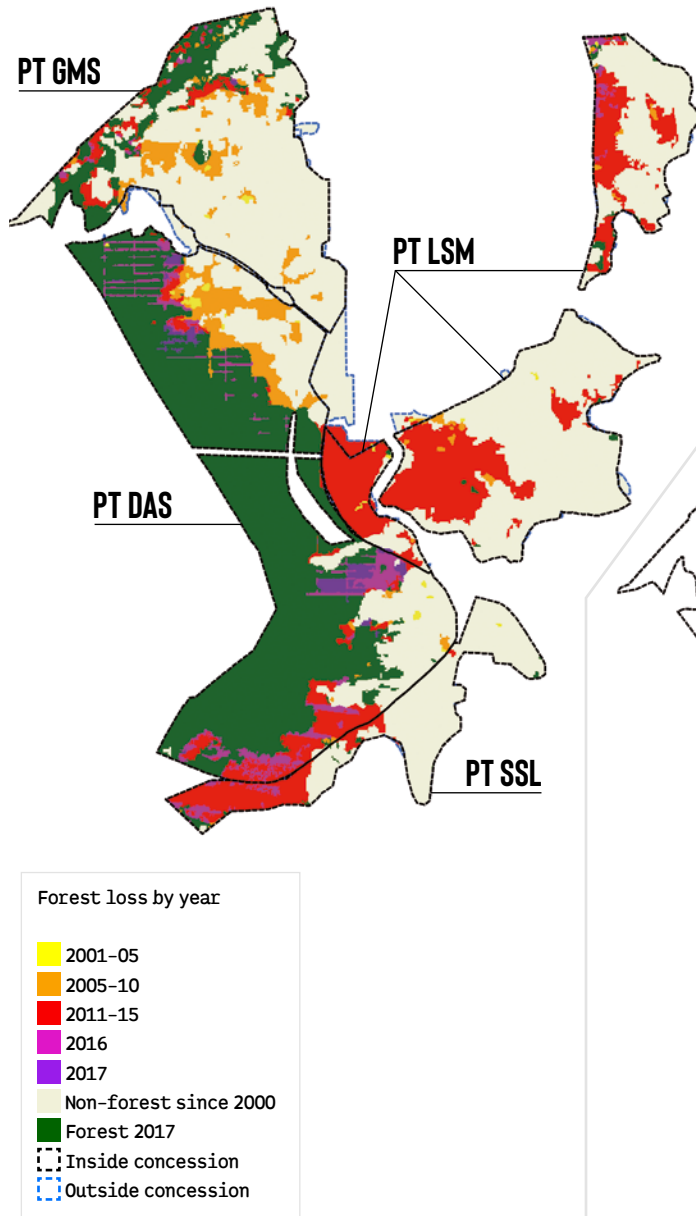 PT GMS
PT LSM
PT DAS
PT SSL
Forest loss by year
2001–05
2005–10
2011–15
2016
2017
Non-forest since 2000
Forest 2017
Inside concession
Outside concession